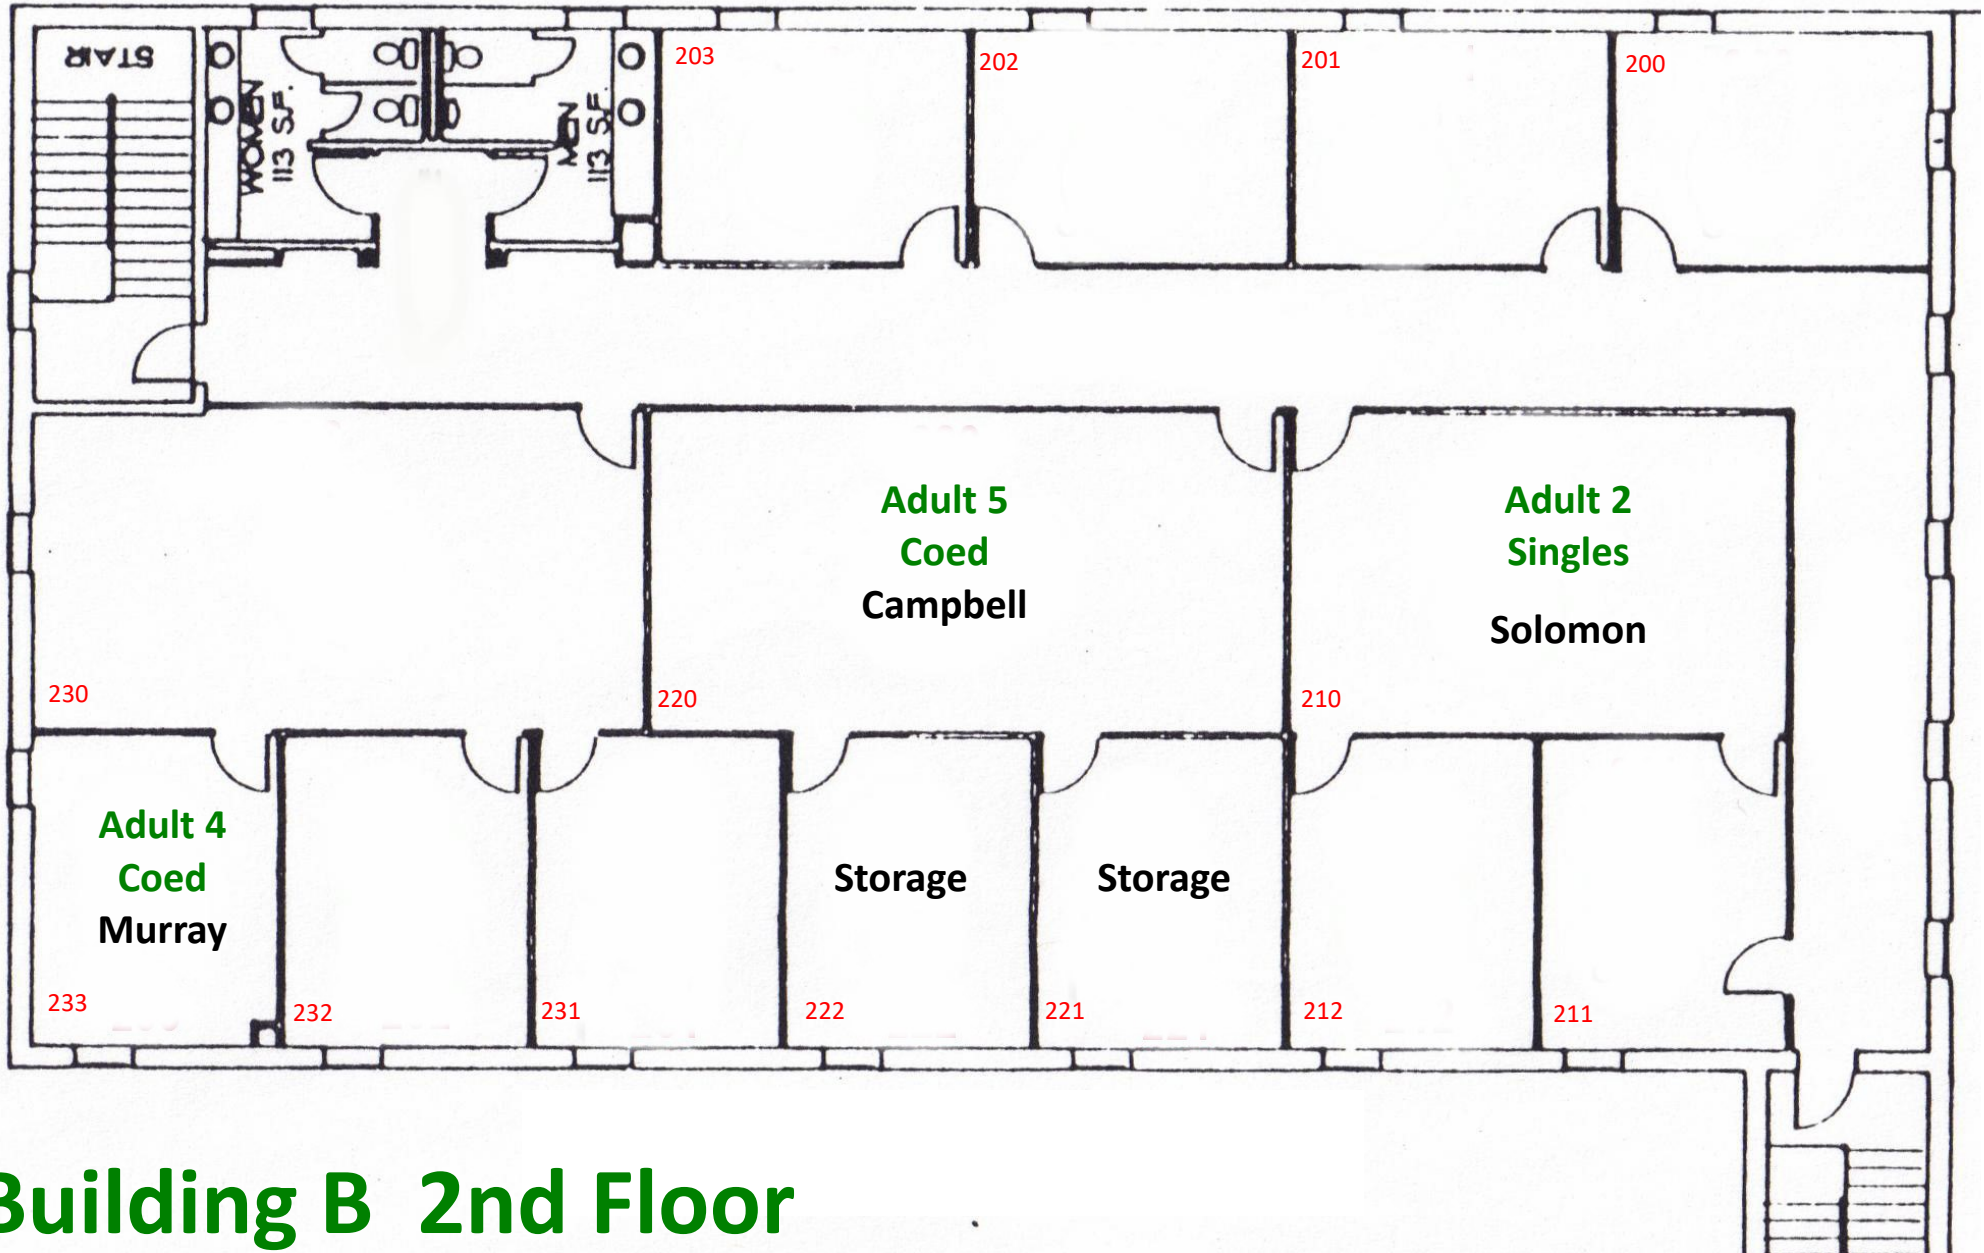 STAIR
WOMEN
113 S.F.
MEN
113 S.F.
203
202
201
200
Adult 5
Coed
Campbell
Adult 2
Singles
Solomon
230
220
210
Adult 4
Coed
Murray
Storage
Storage
233
232
231
222
221
212
211
Building B 2nd Floor